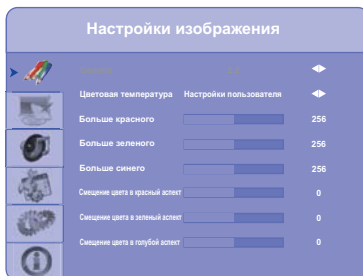 Настройки изображения
Цветовая температура Настройки пользователя
Больше красного 256
Больше зеленого 256
Больше синего 256
Смещение цвета в красный аспект 0
Смещение цвета в зеленый аспект 0
Смещение цвета в голубой аспект 0